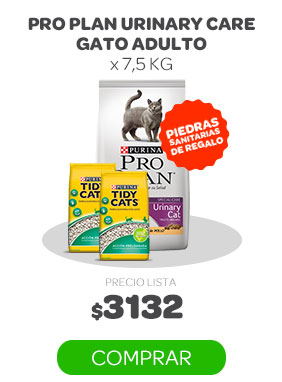 PRO PLAN URINARY CARE
GATO ADULTO
x 7,5 KG
PIEDRAS
SANITARIAS
DE REGALO
PURINA
PRO
PLAN
Urinary
Cat
PURINA
TIDY
CATS
PURINA
TIDY
CATS
PRECIO LISTA
$3132
COMPRAR